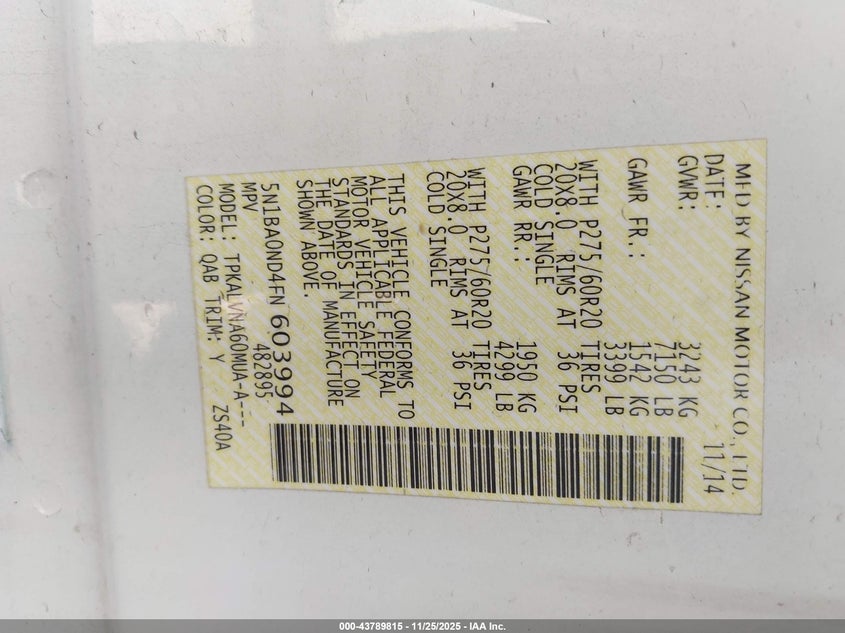 MFD BY NISSAN MOTOR CO., LTD.
DATE: 11/14
GVWR: 3243 KG
7150 LB
GAWR FR.: 1542 KG
3399 LB
WITH P275/60R20 TIRES
20X8.0 RIMS AT 36 PSI
COLD SINGLE
GAWR RR.: 1950 KG
4299 LB
WITH P275/60R20 TIRES
20X8.0 RIMS AT 36 PSI
COLD SINGLE
THIS VEHICLE CONFORMS TO
ALL APPLICABLE FEDERAL
MOTOR VEHICLE SAFETY
STANDARDS IN EFFECT ON
THE DATE OF MANUFACTURE
SHOWN ABOVE.
5N1BA0ND4FN603994
MPV 482895
MODEL: TPKALVNA60MUA-A---
COLOR: QAB TRIM: Y ZS40A
000-43789815 - 11/25/2025 - IAA Inc.